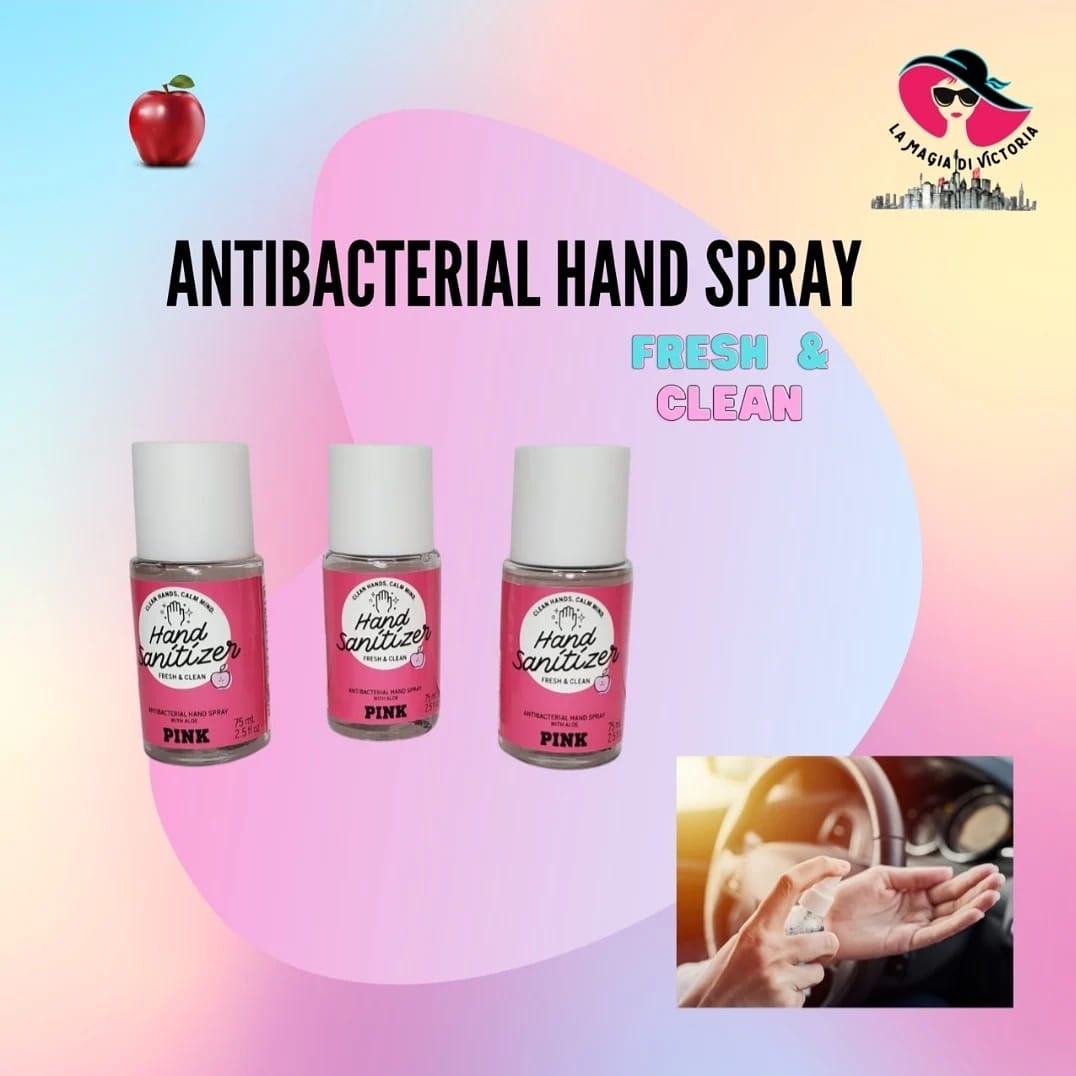 LA MAGIA DI VICTORIA
ANTIBACTERIAL HAND SPRAY
FRESH &
CLEAN
CLEAN HANDS, CALM MIND.
Hand
Sanitizer
FRESH & CLEAN
ANTIBACTERIAL HAND SPRAY
WITH ALOE
75 mL
2.5 fl oz
PINK
CLEAN HANDS, CALM MIND.
Hand
Sanitizer
FRESH & CLEAN
ANTIBACTERIAL HAND SPRAY
WITH ALOE
PINK
CLEAN HANDS, CALM MIND.
Hand
Sanitizer
FRESH & CLEAN
ANTIBACTERIAL HAND SPRAY
WITH ALOE
PINK